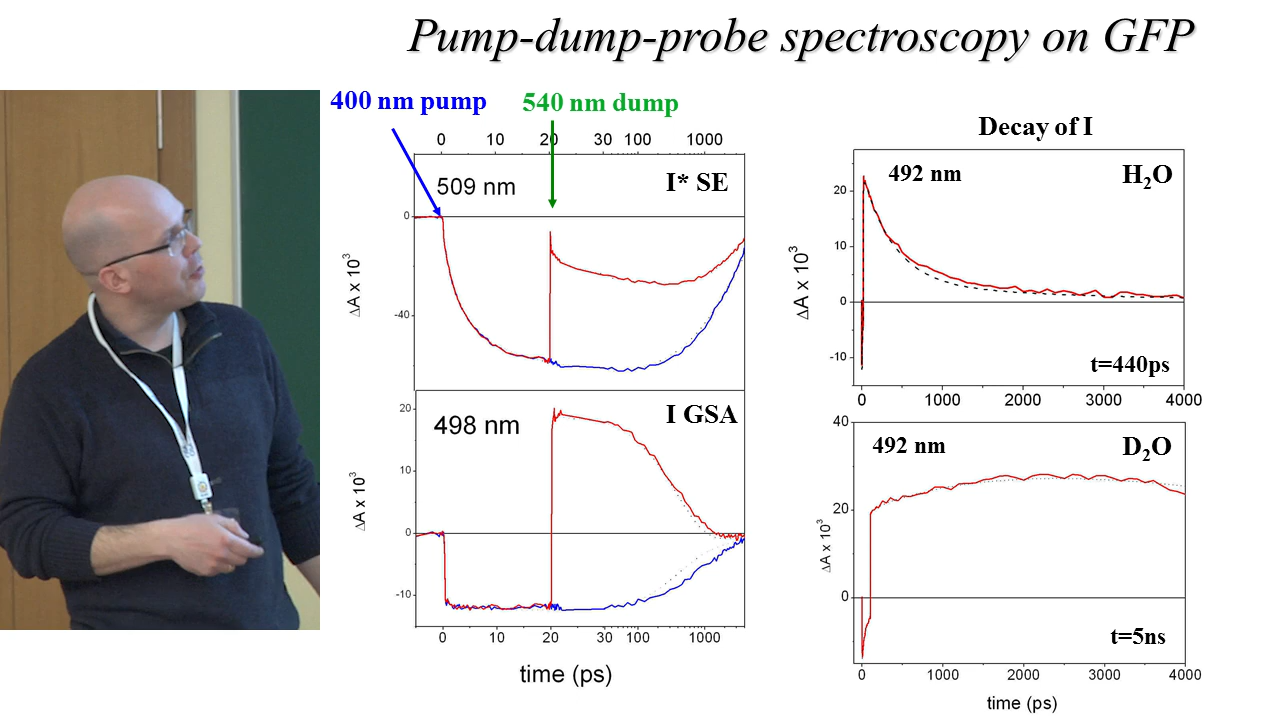 Pump-dump-probe spectroscopy on GFP
400 nm pump
540 nm dump
0 10 20 30 100 1000
509 nm
I* SE
0
-40
ΔA x 10³
498 nm
I GSA
20
10
0
-10
ΔA x 10³
0 10 20 30 100 1000
time (ps)
Decay of I
492 nm
H₂O
20
10
0
-10
ΔA x 10³
t=440ps
0 1000 2000 3000 4000
492 nm
D₂O
40
20
0
ΔA x 10³
t=5ns
0 1000 2000 3000 4000
time (ps)